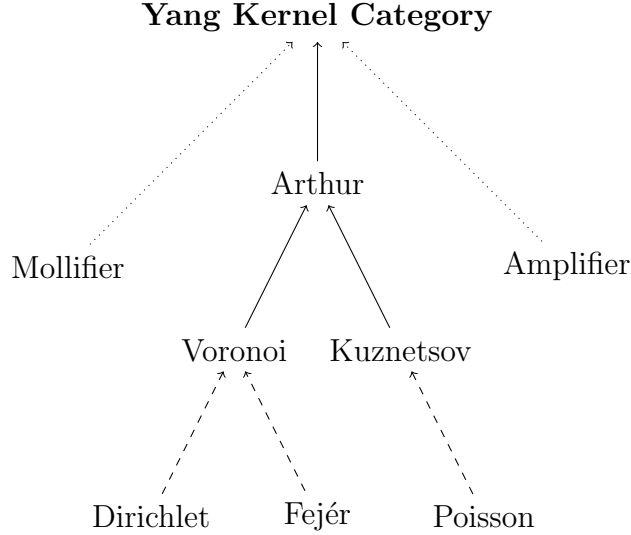 Yang Kernel Category
Arthur
Mollifier
Amplifier
Voronoi
Kuznetsov
Dirichlet
Fejér
Poisson